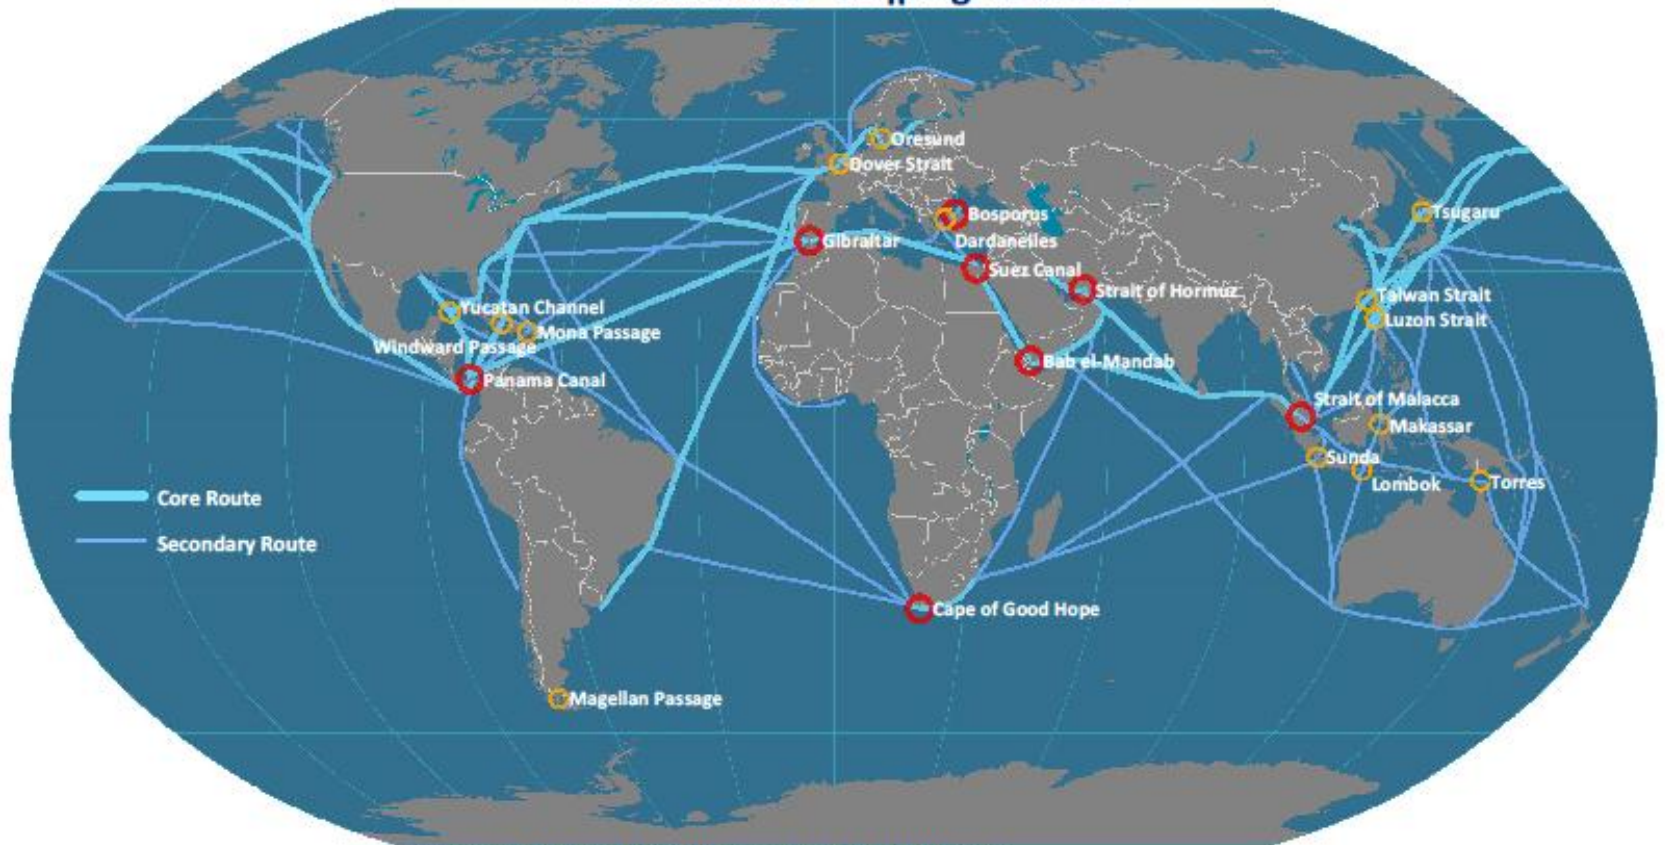 Oresund
Dover Strait
Bosporus
Tsugaru
Gibraltar
Dardanelles
Suez Canal
Strait of Hormuz
Taiwan Strait
Yucatan Channel
Luzon Strait
Mona Passage
Windward Passage
Bab el-Mandab
Panama Canal
Strait of Malacca
Makassar
Sunda
Lombok
Torres
Core Route
Secondary Route
Cape of Good Hope
Magellan Passage